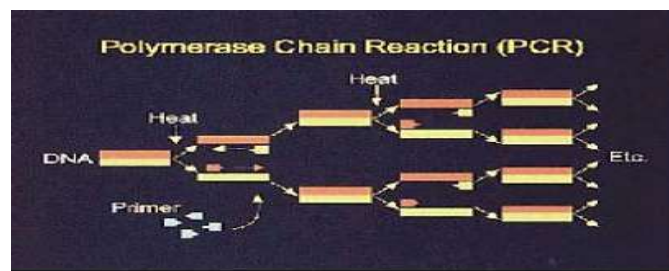 Polymerase Chain Reaction (PCR)
Heat
Heat
DNA
Etc.
Primer